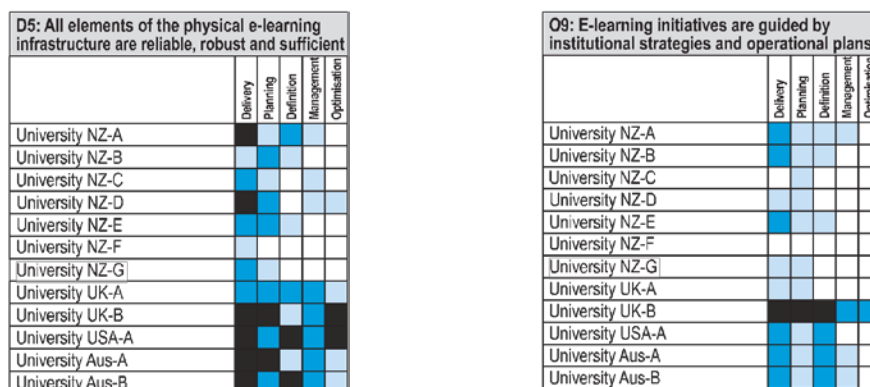 D5: All elements of the physical e-learning
infrastructure are reliable, robust and sufficient
Delivery
Planning
Definition
Management
Optimisation
University NZ-A
University NZ-B
University NZ-C
University NZ-D
University NZ-E
University NZ-F
University NZ-G
University UK-A
University UK-B
University USA-A
University Aus-A
University Aus-B
O9: E-learning initiatives are guided by
institutional strategies and operational plans
Delivery
Planning
Definition
Management
Optimisation
University NZ-A
University NZ-B
University NZ-C
University NZ-D
University NZ-E
University NZ-F
University NZ-G
University UK-A
University UK-B
University USA-A
University Aus-A
University Aus-B